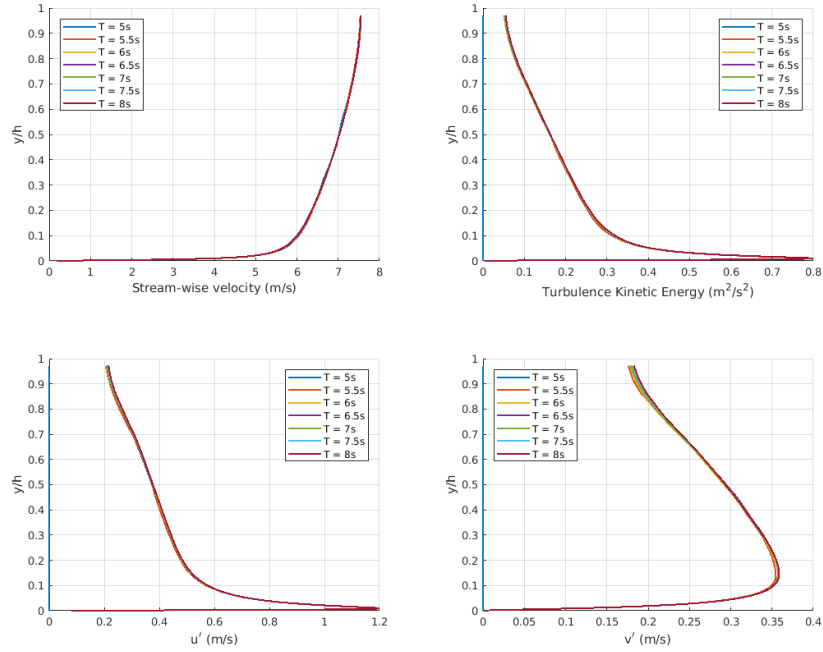 1
0.9
0.8
0.7
0.6
0.5
0.4
0.3
0.2
0.1
0
y/h
T = 5s
T = 5.5s
T = 6s
T = 6.5s
T = 7s
T = 7.5s
T = 8s
0 1 2 3 4 5 6 7 8
Stream-wise velocity (m/s)
1
0.9
0.8
0.7
0.6
0.5
0.4
0.3
0.2
0.1
0
y/h
T = 5s
T = 5.5s
T = 6s
T = 6.5s
T = 7s
T = 7.5s
T = 8s
0 0.1 0.2 0.3 0.4 0.5 0.6 0.7 0.8
Turbulence Kinetic Energy (m²/s²)
1
0.9
0.8
0.7
0.6
0.5
0.4
0.3
0.2
0.1
0
y/h
T = 5s
T = 5.5s
T = 6s
T = 6.5s
T = 7s
T = 7.5s
T = 8s
0 0.2 0.4 0.6 0.8 1 1.2
u′ (m/s)
1
0.9
0.8
0.7
0.6
0.5
0.4
0.3
0.2
0.1
0
y/h
T = 5s
T = 5.5s
T = 6s
T = 6.5s
T = 7s
T = 7.5s
T = 8s
0 0.05 0.1 0.15 0.2 0.25 0.3 0.35 0.4
v′ (m/s)